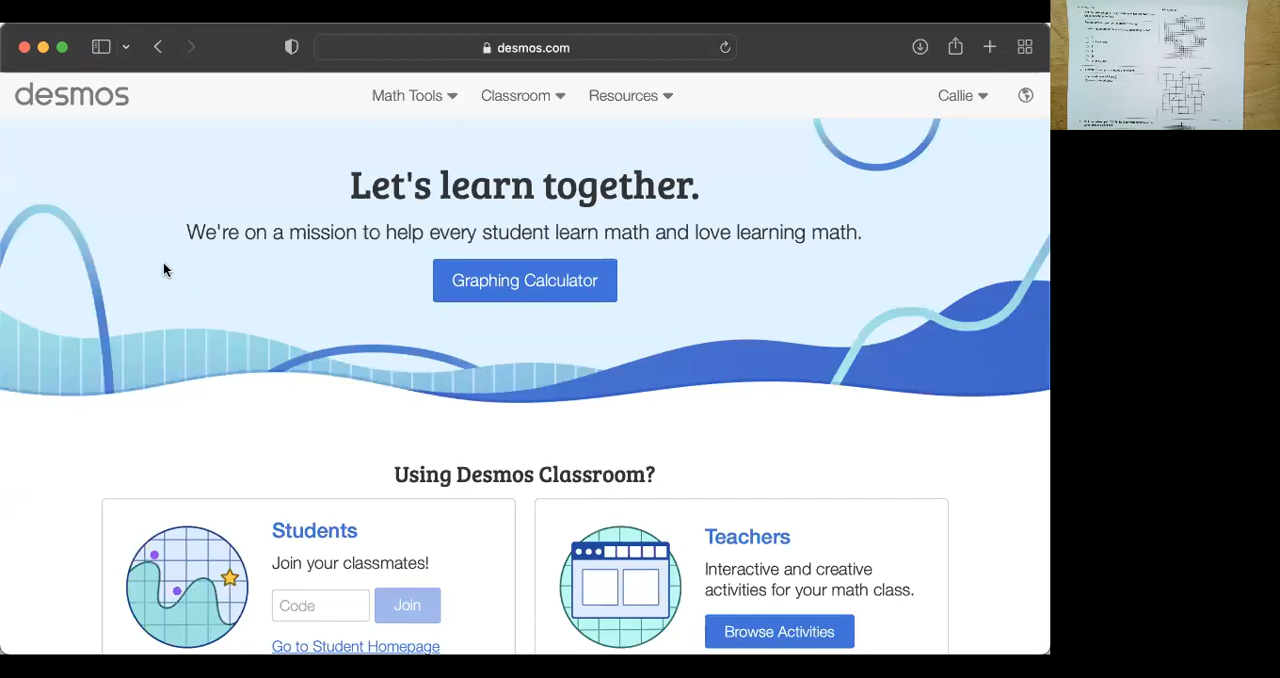 desmos.com
desmos
Math Tools
Classroom
Resources
Callie
Let's learn together.
We're on a mission to help every student learn math and love learning math.
Graphing Calculator
Using Desmos Classroom?
Students
Join your classmates!
Code
Join
Go to Student Homepage
Teachers
Interactive and creative
activities for your math class.
Browse Activities